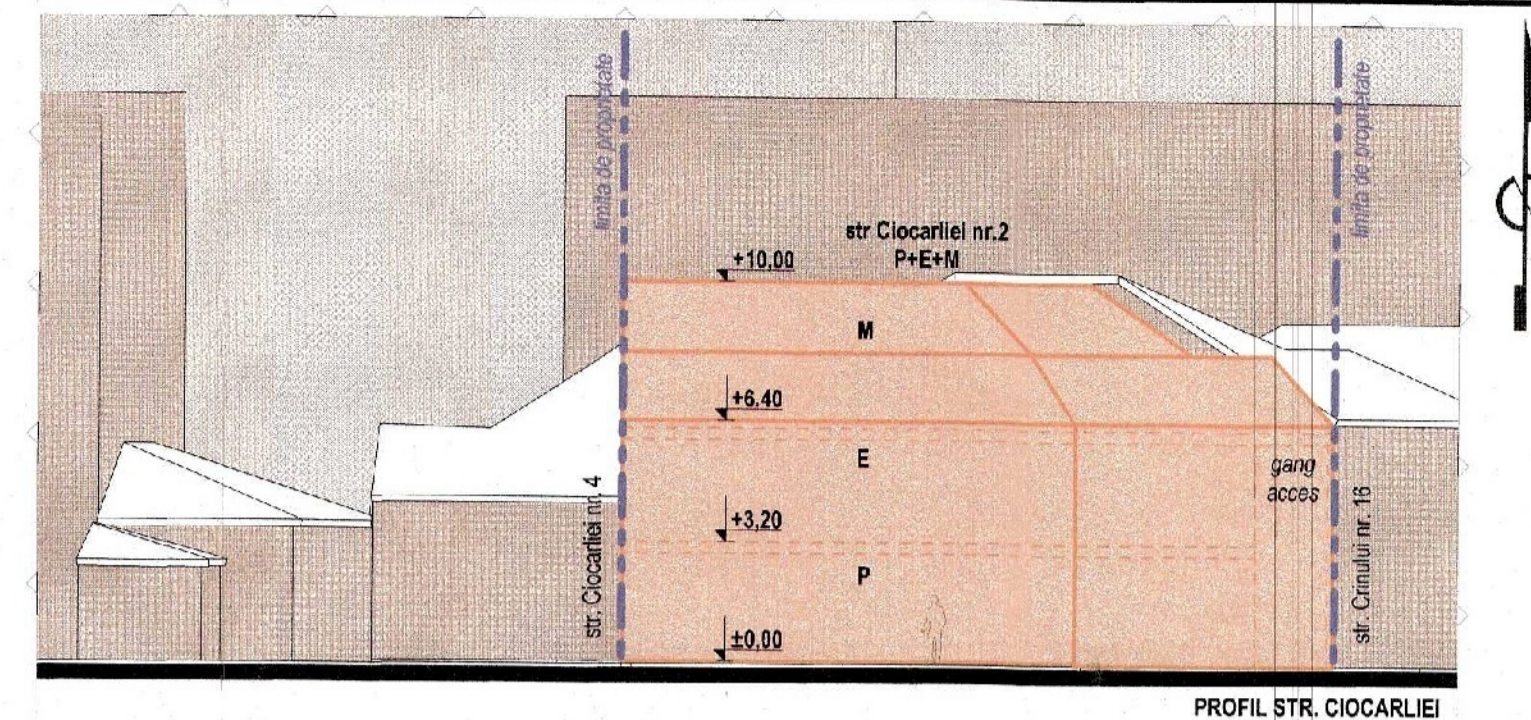 limita de proprietate
limita de proprietate
str Ciocarliei nr.2
P+E+M
+10,00
M
+6.40
E
gang
acces
+3,20
P
±0,00
str. Ciocarliei nr. 4
str. Crinului nr. 16
PROFIL STR. CIOCARLIEI